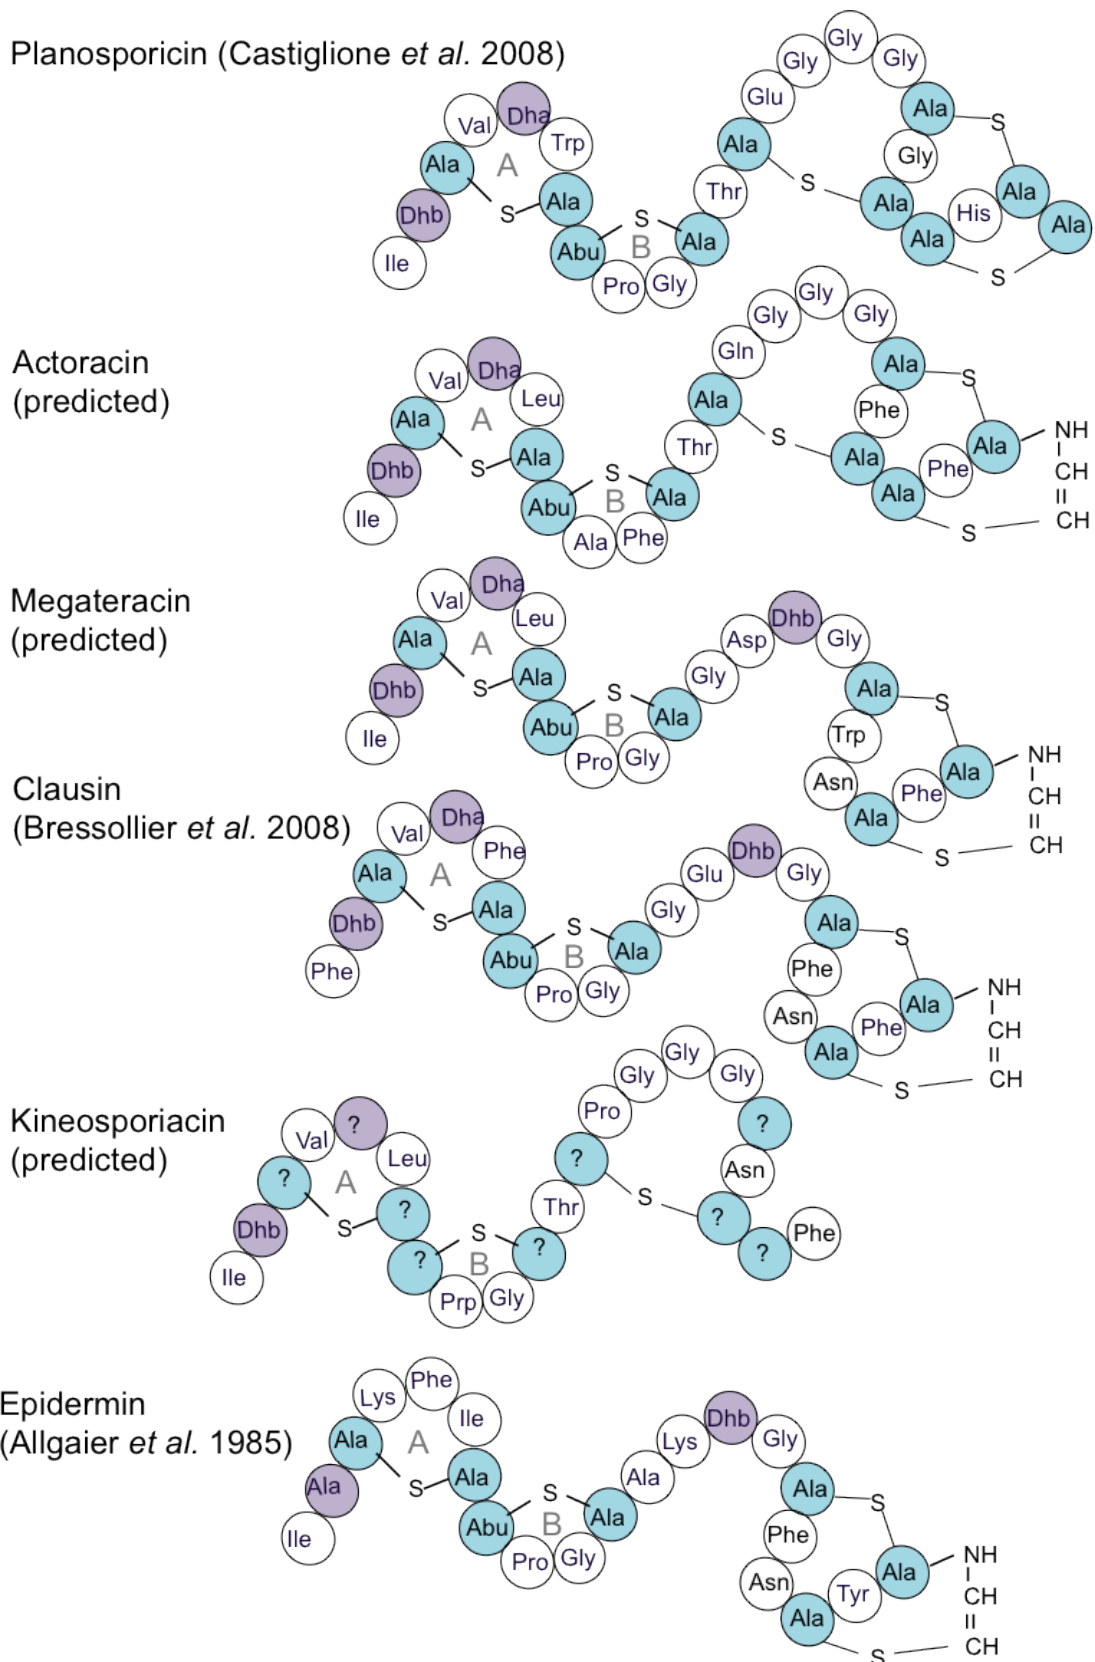 Planosporicin (Castiglione et al. 2008)
Ile
Dhb
Ala
Val
Dha
Trp
A
S
Ala
Abu
S
B
Pro
Gly
Ala
Thr
Ala
Glu
Gly
Gly
Gly
Ala
S
Gly
S
Ala
Ala
His
Ala
Ala
S
Actoracin
(predicted)
Ile
Dhb
Ala
Val
Dha
Leu
A
S
Ala
Abu
S
B
Ala
Phe
Ala
Thr
Ala
Gln
Gly
Gly
Gly
Ala
S
Phe
S
Ala
Ala
Phe
Ala
NH
CH
CH
S
Megateracin
(predicted)
Ile
Dhb
Ala
Val
Dha
Leu
A
S
Ala
Abu
S
B
Pro
Gly
Ala
Gly
Asp
Dhb
Gly
Ala
S
Trp
Asn
Ala
Phe
Ala
NH
CH
CH
S
Clausin
(Bressollier et al. 2008)
Phe
Dhb
Ala
Val
Dha
Phe
A
S
Ala
Abu
S
B
Pro
Gly
Ala
Gly
Glu
Dhb
Gly
Ala
S
Phe
Asn
Ala
Phe
Ala
NH
CH
CH
S
Kineosporiacin
(predicted)
Ile
Dhb
?
Val
?
Leu
A
S
?
?
S
B
Prp
Gly
?
Thr
?
Pro
Gly
Gly
Gly
?
Asn
S
?
?
Phe
Epidermin
(Allgaier et al. 1985)
Ile
Ala
Ala
Lys
Phe
Ile
A
S
Ala
Abu
S
B
Pro
Gly
Ala
Ala
Lys
Dhb
Gly
Ala
S
Phe
Asn
Ala
Tyr
Ala
NH
CH
CH
S